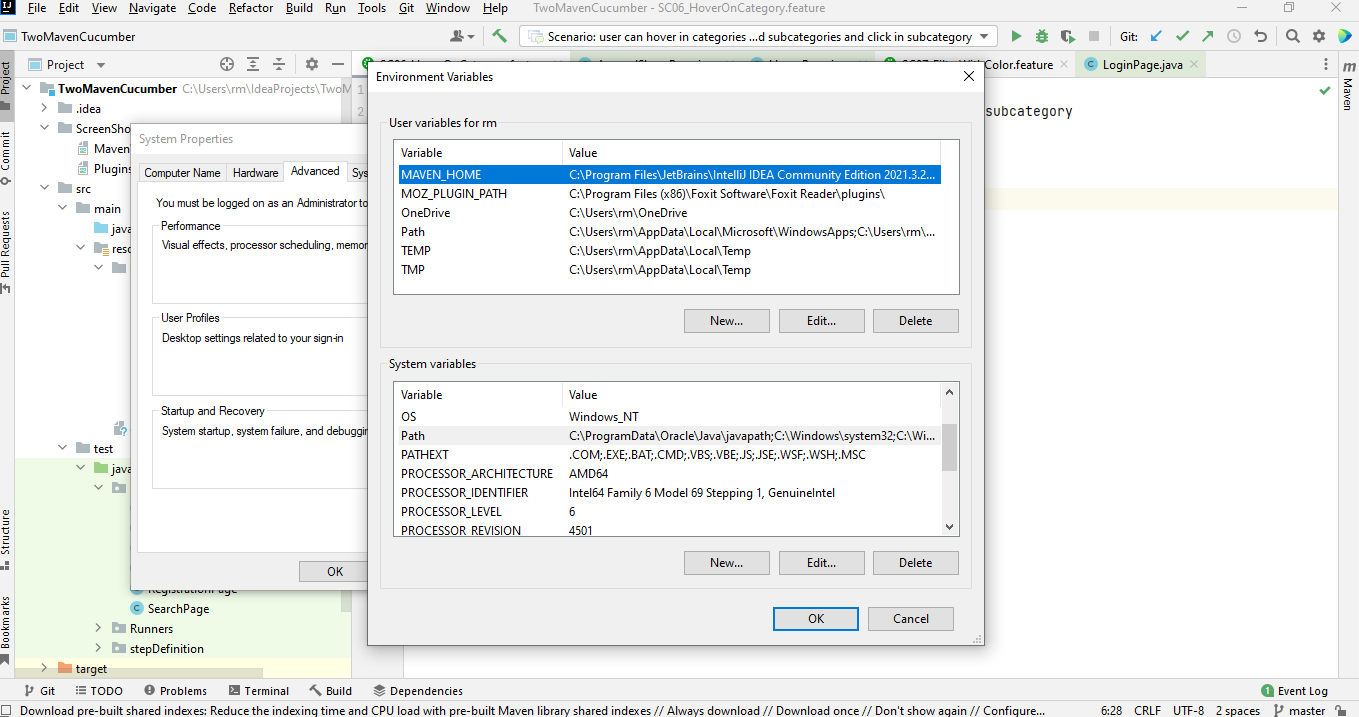 File Edit View Navigate Code Refactor Build Run Tools Git Window Help TwoMavenCucumber - SC06_HoverOnCategory.feature
TwoMavenCucumber Scenario: user can hover in categories ...d subcategories and click in subcategory Git:
Project Color.feature LoginPage.java
Environment Variables
TwoMavenCucumber C:\Users\rm\IdeaProjects\TwoM
1
.idea
2
subcategory
ScreenSho
User variables for rm
System Properties
Maven
Variable Value
Plugins
Computer Name Hardware Advanced Sys
MAVEN_HOME C:\Program Files\JetBrains\IntelliJ IDEA Community Edition 2021.3.2...
src
MOZ_PLUGIN_PATH C:\Program Files (x86)\Foxit Software\Foxit Reader\plugins\
You must be logged on as an Administrator to
main
OneDrive C:\Users\rm\OneDrive
Performance
java
Path C:\Users\rm\AppData\Local\Microsoft\WindowsApps;C:\Users\rm\...
Visual effects, processor scheduling, memor
reso
TEMP C:\Users\rm\AppData\Local\Temp
TMP C:\Users\rm\AppData\Local\Temp
User Profiles
New... Edit... Delete
Desktop settings related to your sign-in
System variables
Variable Value
Startup and Recovery
OS Windows_NT
System startup, system failure, and debuggin
Path C:\ProgramData\Oracle\Java\javapath;C:\Windows\system32;C:\Wi...
test
PATHEXT .COM;.EXE;.BAT;.CMD;.VBS;.VBE;.JS;.JSE;.WSF;.WSH;.MSC
java
PROCESSOR_ARCHITECTURE AMD64
PROCESSOR_IDENTIFIER Intel64 Family 6 Model 69 Stepping 1, GenuineIntel
PROCESSOR_LEVEL 6
PROCESSOR_REVISION 4501
New... Edit... Delete
OK
RegistrationPage
SearchPage
OK Cancel
Runners
stepDefinition
target
Project
Commit
Pull Requests
Structure
Bookmarks
m
Maven
Git TODO Problems Terminal Build Dependencies 1 Event Log
Download pre-built shared indexes: Reduce the indexing time and CPU load with pre-built Maven library shared indexes // Always download // Download once // Don't show again // Configure... 6:28 CRLF UTF-8 2 spaces master